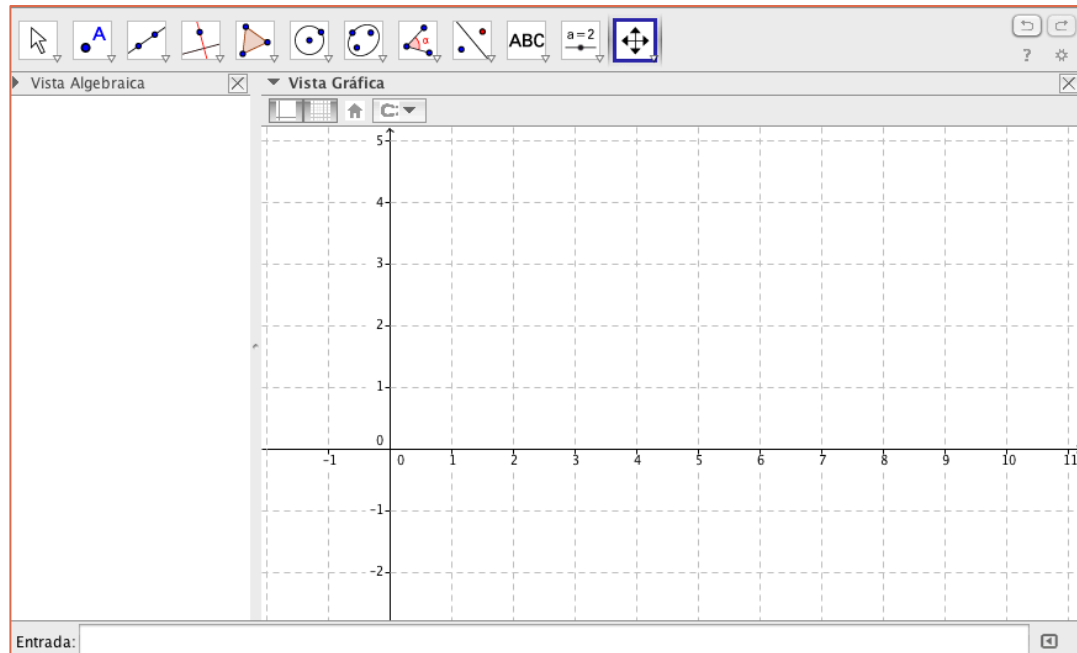 A
α
ABC
a=2
?
Vista Algebraica
Vista Gráfica
5
4
3
2
1
0
-1 0 1 2 3 4 5 6 7 8 9 10 11
-1
-2
Entrada: